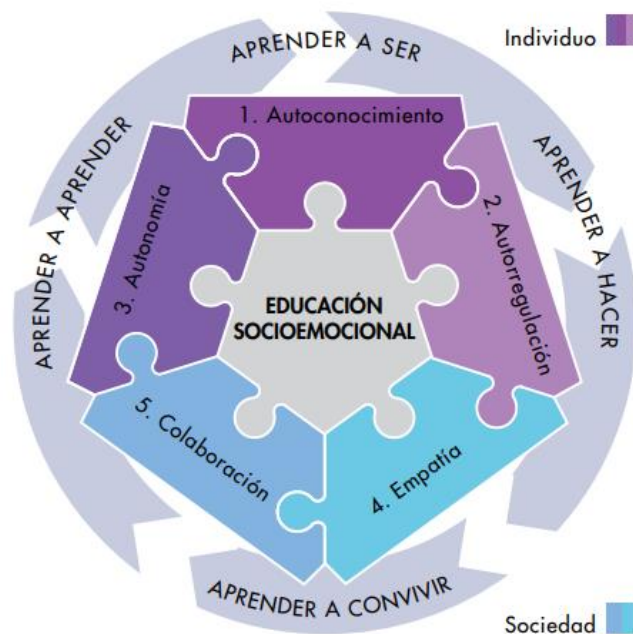 APRENDER A SER
Individuo
1. Autoconocimiento
APRENDER A APRENDER
APRENDER A HACER
3. Autonomía
2. Autorregulación
EDUCACIÓN
SOCIOEMOCIONAL
5. Colaboración
4. Empatía
APRENDER A CONVIVIR
Sociedad